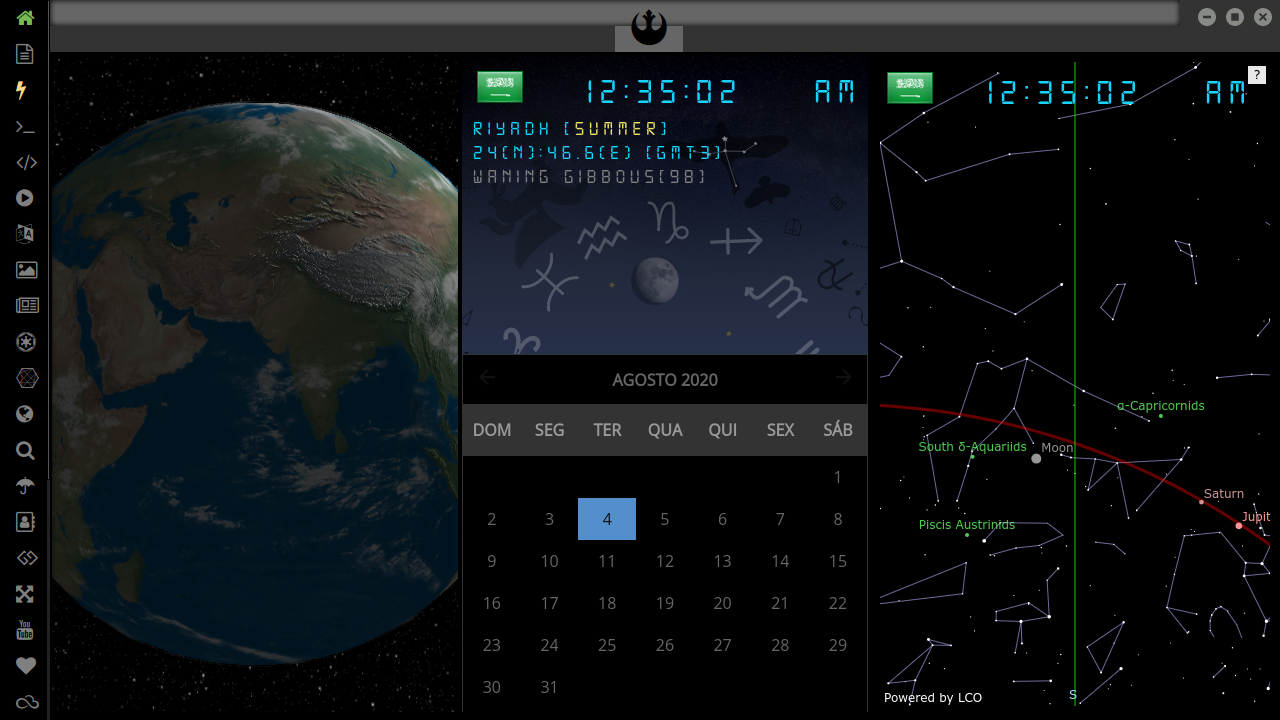 12:35:02 AM
RIYADH (SUMMER)
24(N):46.6(E) (GMT3)
WANING GIBBOUS(98)
AGOSTO 2020
DOM SEG TER QUA QUI SEX SÁB
1
2 3 4 5 6 7 8
9 10 11 12 13 14 15
16 17 18 19 20 21 22
23 24 25 26 27 28 29
30 31
12:35:02 AM
?
α-Capricornids
South δ-Aquariids
Moon
Saturn
Jupit
Piscis Austrinids
Powered by LCO
S
You
Tube